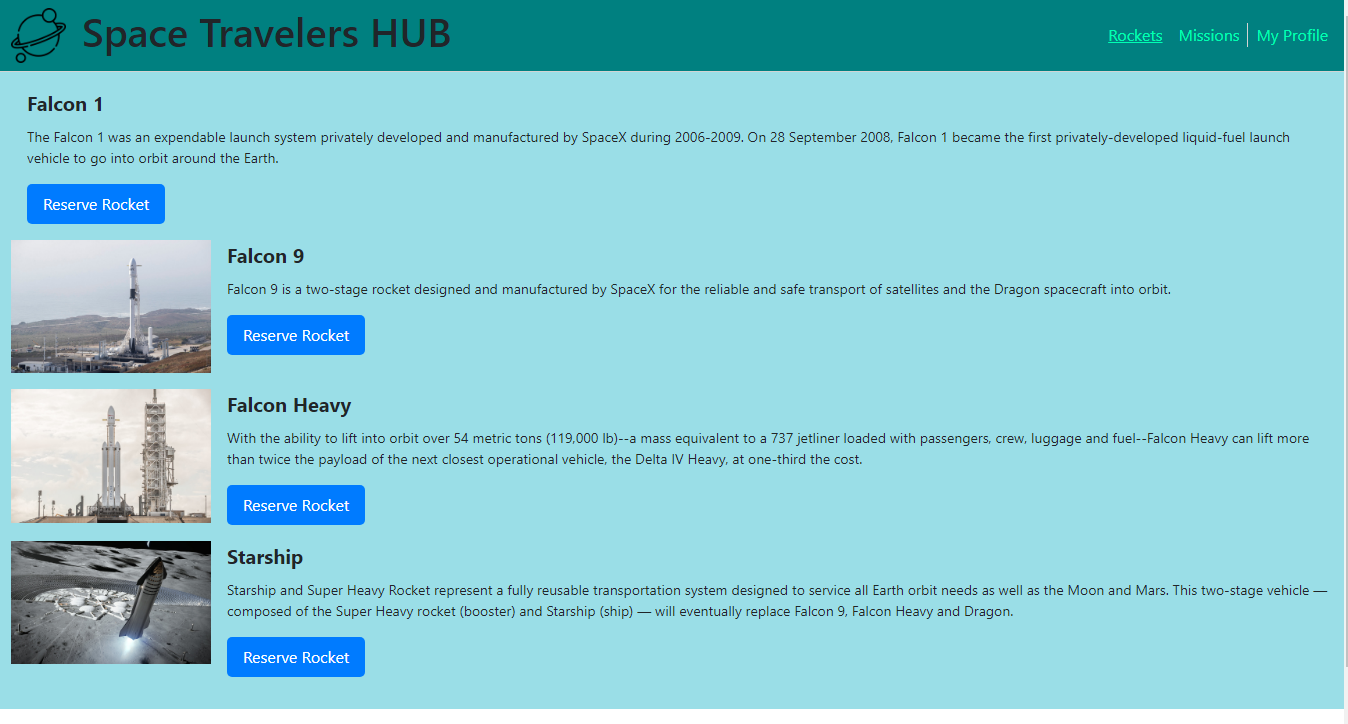 Space Travelers HUB
Rockets Missions My Profile
Falcon 1
The Falcon 1 was an expendable launch system privately developed and manufactured by SpaceX during 2006-2009. On 28 September 2008, Falcon 1 became the first privately-developed liquid-fuel launch
vehicle to go into orbit around the Earth.
Reserve Rocket
Falcon 9
Falcon 9 is a two-stage rocket designed and manufactured by SpaceX for the reliable and safe transport of satellites and the Dragon spacecraft into orbit.
Reserve Rocket
Falcon Heavy
With the ability to lift into orbit over 54 metric tons (119,000 lb)--a mass equivalent to a 737 jetliner loaded with passengers, crew, luggage and fuel--Falcon Heavy can lift more
than twice the payload of the next closest operational vehicle, the Delta IV Heavy, at one-third the cost.
Reserve Rocket
Starship
Starship and Super Heavy Rocket represent a fully reusable transportation system designed to service all Earth orbit needs as well as the Moon and Mars. This two-stage vehicle —
composed of the Super Heavy rocket (booster) and Starship (ship) — will eventually replace Falcon 9, Falcon Heavy and Dragon.
Reserve Rocket